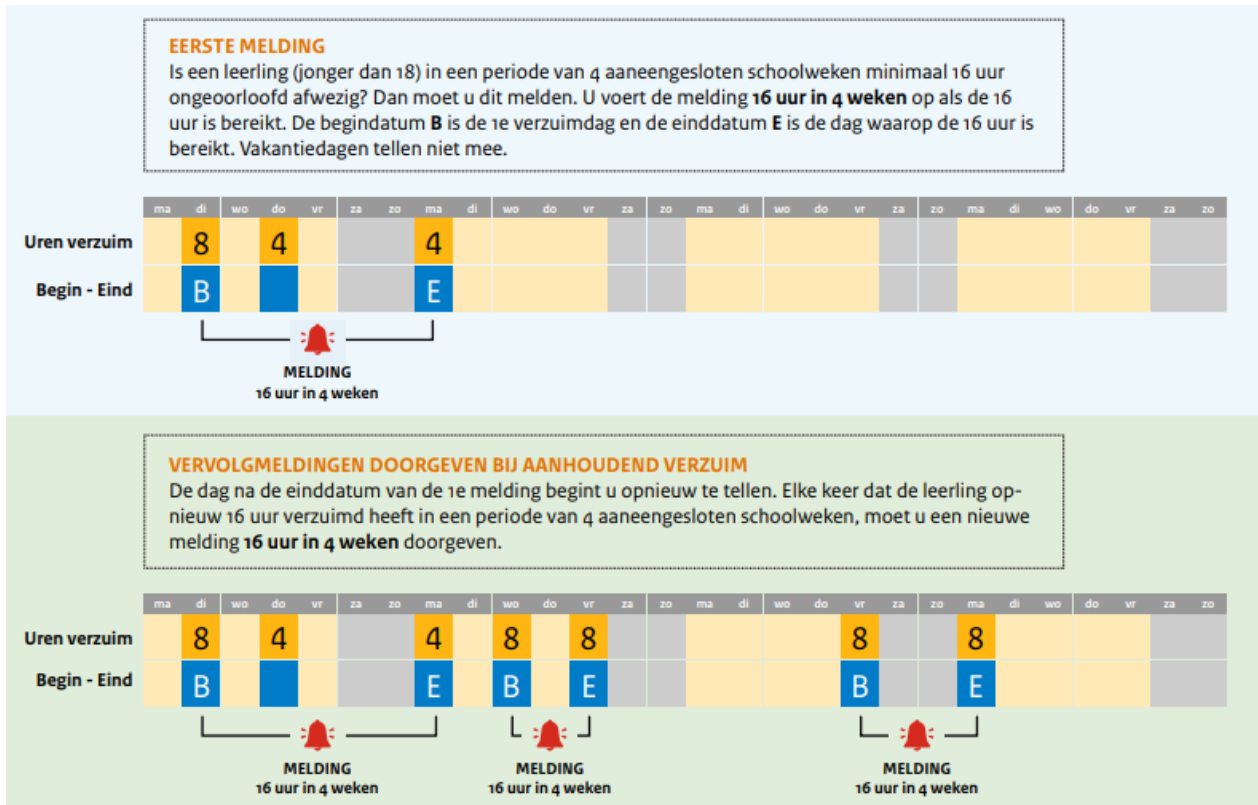 EERSTE MELDING
Is een leerling (jonger dan 18) in een periode van 4 aaneengesloten schoolweken minimaal 16 uur
ongeoorloofd afwezig? Dan moet u dit melden. U voert de melding 16 uur in 4 weken op als de 16
uur is bereikt. De begindatum B is de 1e verzuimdag en de einddatum E is de dag waarop de 16 uur is
bereikt. Vakantiedagen tellen niet mee.
ma di wo do vr za zo ma di wo do vr za zo ma di wo do vr za zo ma di wo do vr za zo
Uren verzuim 8 4 4
Begin - Eind B E
MELDING
16 uur in 4 weken
VERVOLGMELDINGEN DOORGEVEN BIJ AANHOUDEND VERZUIM
De dag na de einddatum van de 1e melding begint u opnieuw te tellen. Elke keer dat de leerling op-
nieuw 16 uur verzuimd heeft in een periode van 4 aaneengesloten schoolweken, moet u een nieuwe
melding 16 uur in 4 weken doorgeven.
ma di wo do vr za zo ma di wo do vr za zo ma di wo do vr za zo ma di wo do vr za zo
Uren verzuim 8 4 4 8 8 8 8
Begin - Eind B E B E B E
MELDING MELDING MELDING
16 uur in 4 weken 16 uur in 4 weken 16 uur in 4 weken